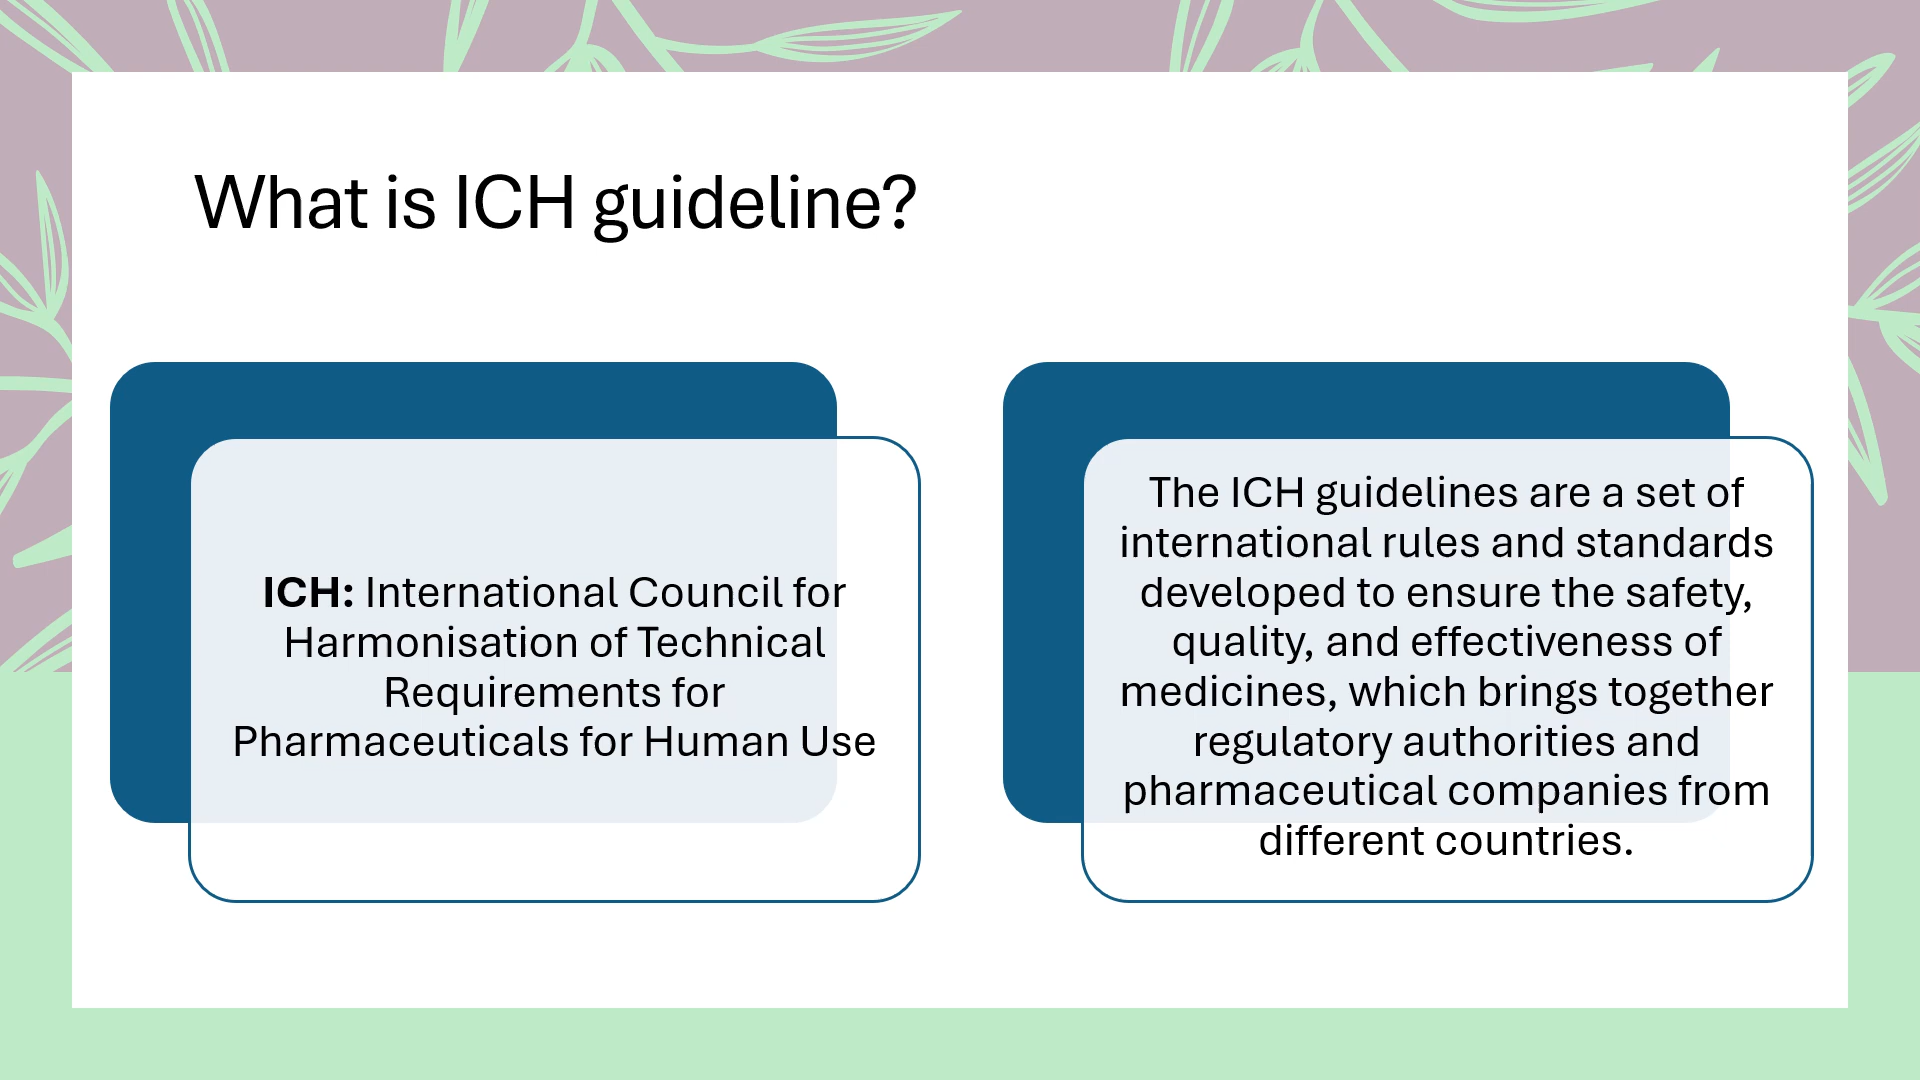 What is ICH guideline?
ICH: International Council for
Harmonisation of Technical
Requirements for
Pharmaceuticals for Human Use
The ICH guidelines are a set of
international rules and standards
developed to ensure the safety,
quality, and effectiveness of
medicines, which brings together
regulatory authorities and
pharmaceutical companies from
different countries.